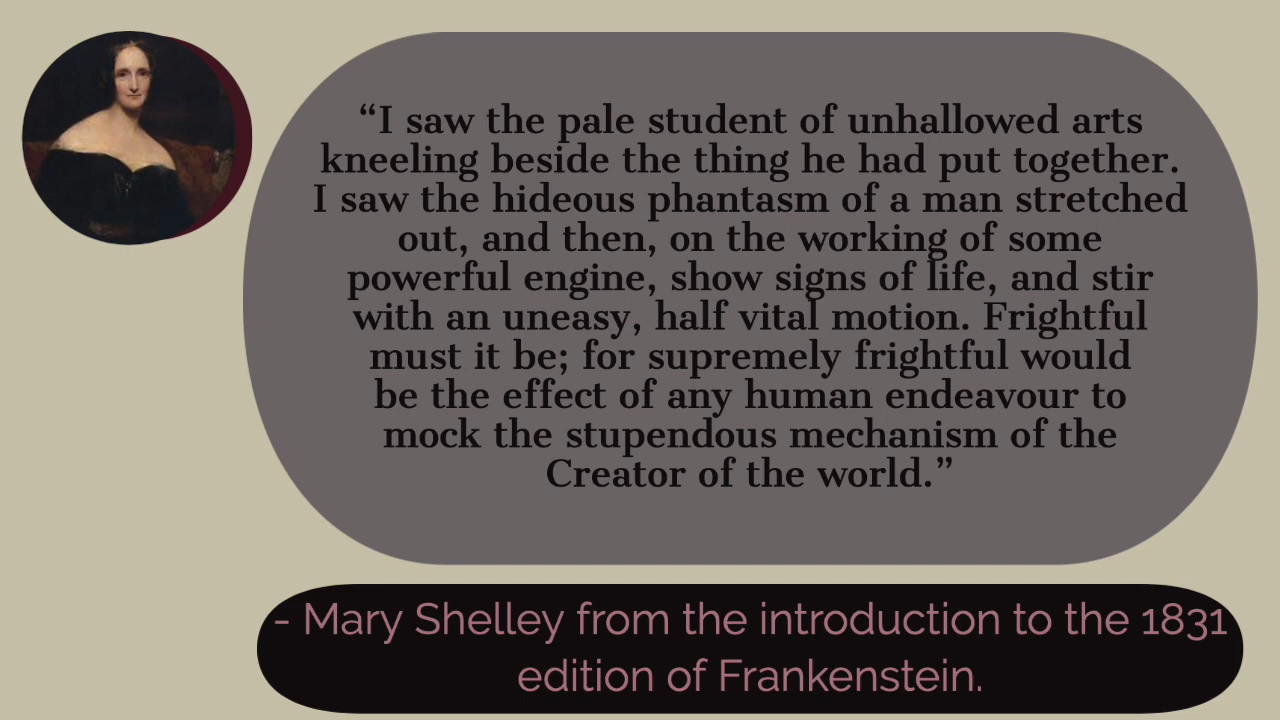 “I saw the pale student of unhallowed arts
kneeling beside the thing he had put together.
I saw the hideous phantasm of a man stretched
out, and then, on the working of some
powerful engine, show signs of life, and stir
with an uneasy, half vital motion. Frightful
must it be; for supremely frightful would
be the effect of any human endeavour to
mock the stupendous mechanism of the
Creator of the world.”
- Mary Shelley from the introduction to the 1831
edition of Frankenstein.